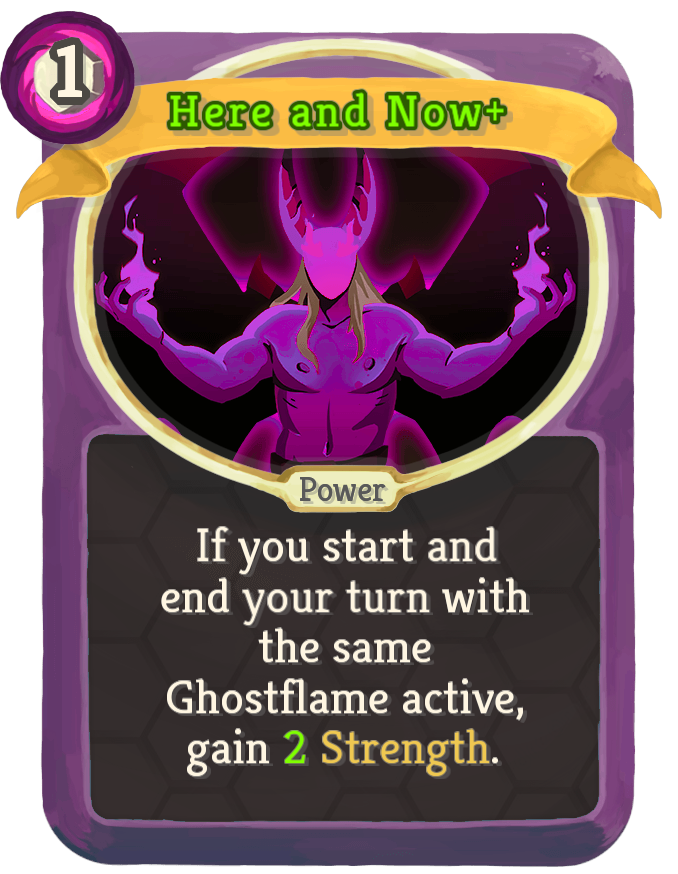 1
Here and Now+
Power
If you start and
end your turn with
the same
Ghostflame active,
gain 2 Strength.